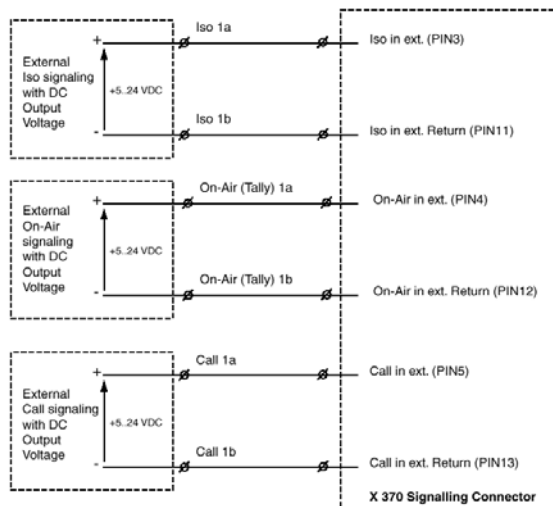 Iso 1a
+
Iso in ext. (PIN3)
External
Iso signaling
with DC
Output
Voltage
+5..24 VDC
-
Iso 1b
Iso in ext. Return (PIN11)
On-Air (Tally) 1a
+
On-Air in ext. (PIN4)
External
On-Air
signaling
with DC
Output
Voltage
+5..24 VDC
-
On-Air (Tally) 1b
On-Air in ext. Return (PIN12)
Call 1a
+
Call in ext. (PIN5)
External
Call signaling
with DC
Output
Voltage
+5..24 VDC
-
Call 1b
Call in ext. Return (PIN13)
X 370 Signalling Connector